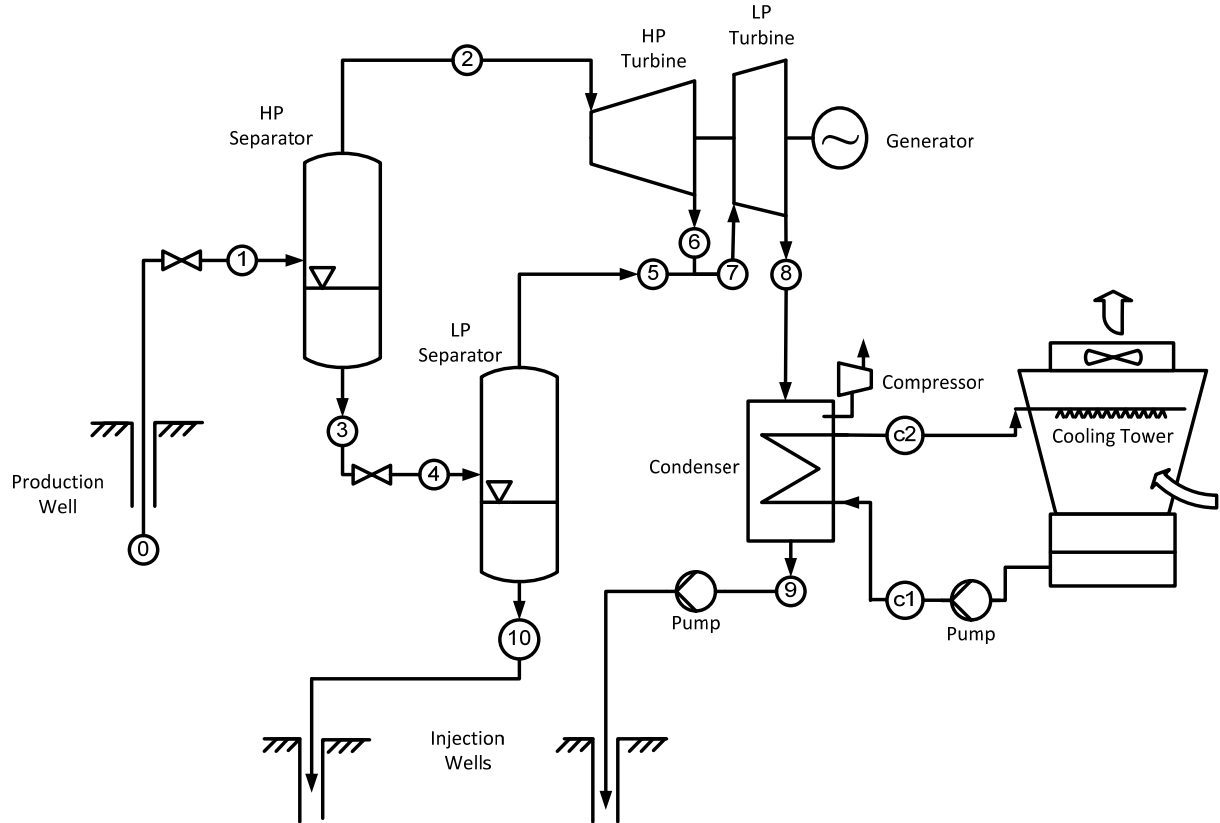 LP
Turbine
HP
Turbine
2
HP
Separator
Generator
1
6
5
7
8
LP
Separator
Compressor
3
c2
Cooling Tower
4
Condenser
Production
Well
0
9
c1
Pump
Pump
10
Injection
Wells